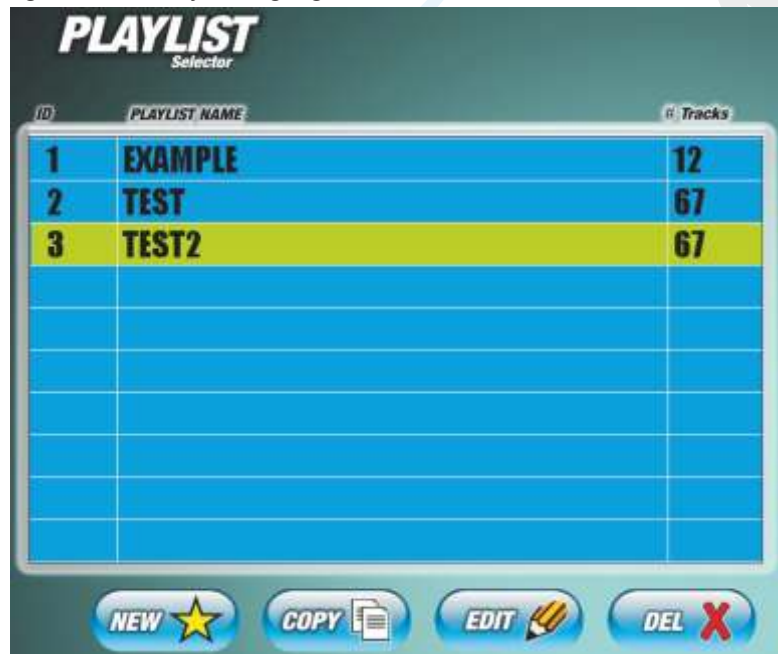 PLAYLIST
Selector
ID PLAYLIST NAME # Tracks
1 EXAMPLE 12
2 TEST 67
3 TEST2 67
NEW COPY EDIT DEL